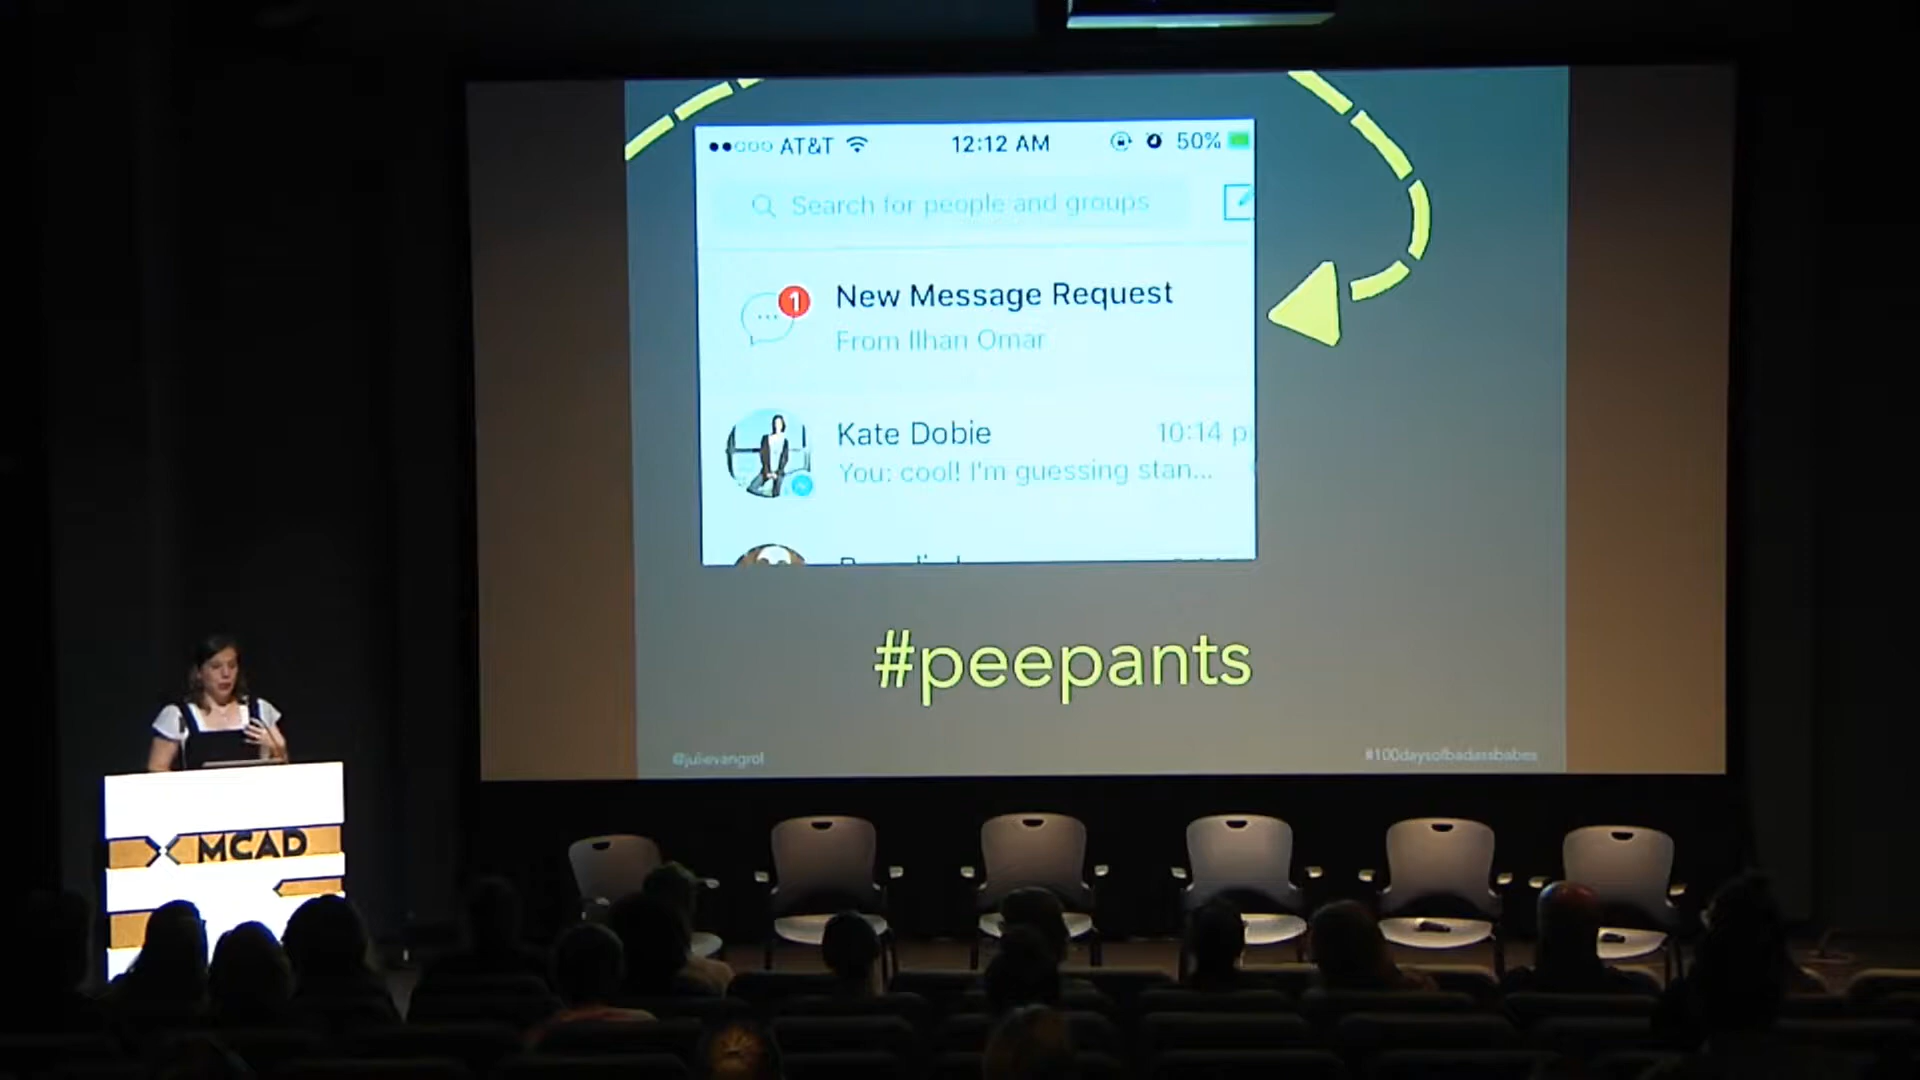 AT&T 12:12 AM 50%
Search for people and groups
1
New Message Request
From Ilhan Omar
Kate Dobie 10:14 p
You: cool! I'm guessing stan...
#peepants
@julievangrol #100daysofbadassbabes
MCAD